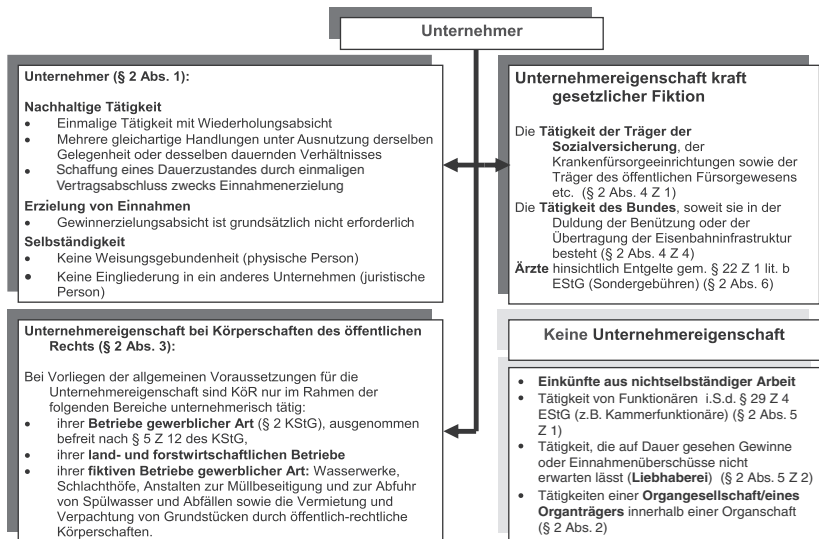 Unternehmer
Unternehmer (§ 2 Abs. 1):
Nachhaltige Tätigkeit
• Einmalige Tätigkeit mit Wiederholungsabsicht
• Mehrere gleichartige Handlungen unter Ausnutzung derselben
Gelegenheit oder desselben dauernden Verhältnisses
• Schaffung eines Dauerzustandes durch einmaligen
Vertragsabschluss zwecks Einnahmenerzielung
Erzielung von Einnahmen
• Gewinnerzielungsabsicht ist grundsätzlich nicht erforderlich
Selbständigkeit
• Keine Weisungsgebundenheit (physische Person)
• Keine Eingliederung in ein anderes Unternehmen (juristische
Person)
Unternehmereigenschaft kraft
gesetzlicher Fiktion
Die Tätigkeit der Träger der
Sozialversicherung, der
Krankenfürsorgeeinrichtungen sowie der
Träger des öffentlichen Fürsorgewesens
etc. (§ 2 Abs. 4 Z 1)
Die Tätigkeit des Bundes, soweit sie in der
Duldung der Benützung oder der
Übertragung der Eisenbahninfrastruktur
besteht (§ 2 Abs. 4 Z 4)
Ärzte hinsichtlich Entgelte gem. § 22 Z 1 lit. b
EStG (Sondergebühren) (§ 2 Abs. 6)
Unternehmereigenschaft bei Körperschaften des öffentlichen
Rechts (§ 2 Abs. 3):
Bei Vorliegen der allgemeinen Voraussetzungen für die
Unternehmereigenschaft sind KöR nur im Rahmen der
folgenden Bereiche unternehmerisch tätig:
• ihrer Betriebe gewerblicher Art (§ 2 KStG), ausgenommen
befreit nach § 5 Z 12 des KStG,
• ihrer land- und forstwirtschaftlichen Betriebe
• ihrer fiktiven Betriebe gewerblicher Art: Wasserwerke,
Schlachthöfe, Anstalten zur Müllbeseitigung und zur Abfuhr
von Spülwasser und Abfällen sowie die Vermietung und
Verpachtung von Grundstücken durch öffentlich-rechtliche
Körperschaften.
Keine Unternehmereigenschaft
• Einkünfte aus nichtselbständiger Arbeit
• Tätigkeit von Funktionären i.S.d. § 29 Z 4
EStG (z.B. Kammerfunktionäre) (§ 2 Abs. 5
Z 1)
• Tätigkeit, die auf Dauer gesehen Gewinne
oder Einnahmenüberschüsse nicht
erwarten lässt (Liebhaberei) (§ 2 Abs. 5 Z 2)
• Tätigkeiten einer Organgesellschaft/eines
Organträgers innerhalb einer Organschaft
(§ 2 Abs. 2)